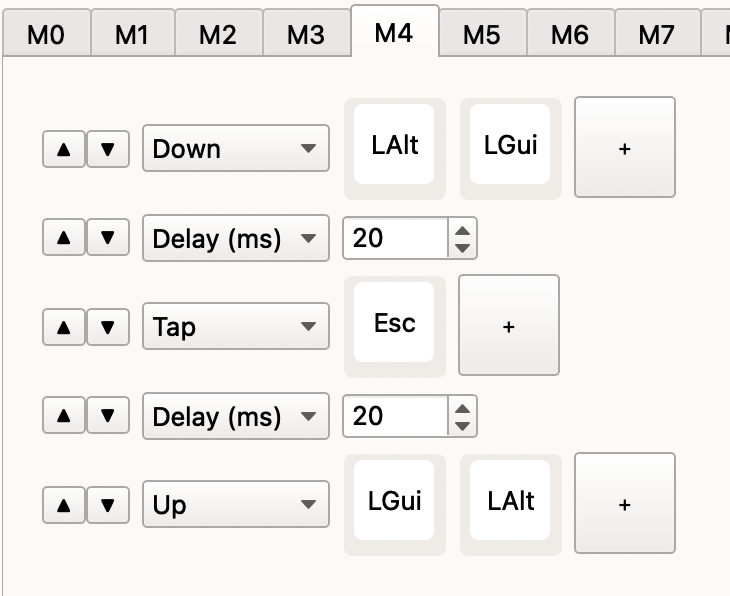 M0 M1 M2 M3 M4 M5 M6 M7
▲ ▼ Down LAlt LGui +
▲ ▼ Delay (ms) 20
▲ ▼ Tap Esc +
▲ ▼ Delay (ms) 20
▲ ▼ Up LGui LAlt +